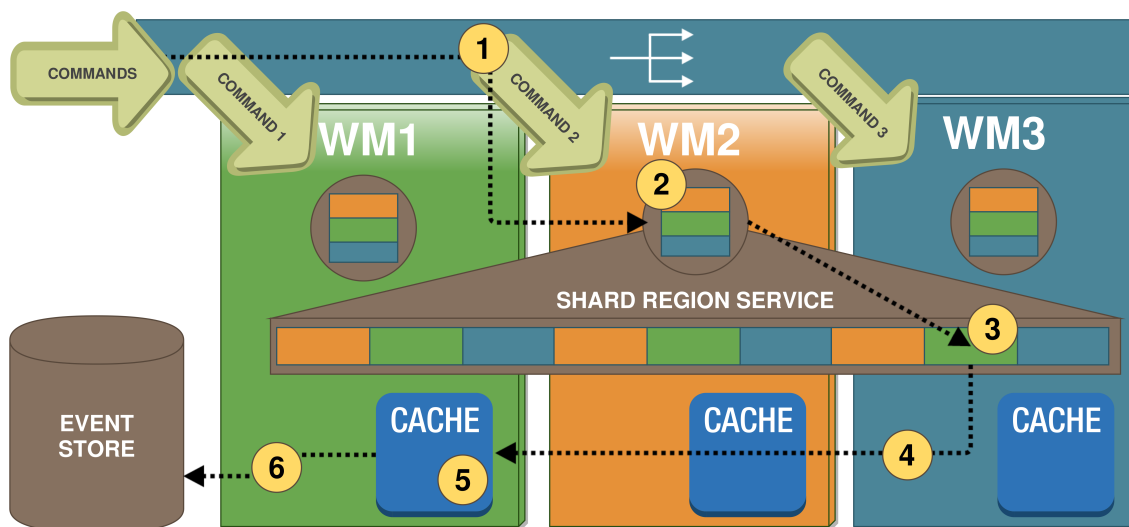 COMMANDS
1
COMMAND 1
COMMAND 2
COMMAND 3
WM1
WM2
WM3
2
SHARD REGION SERVICE
3
EVENT
STORE
CACHE
CACHE
CACHE
4
5
6